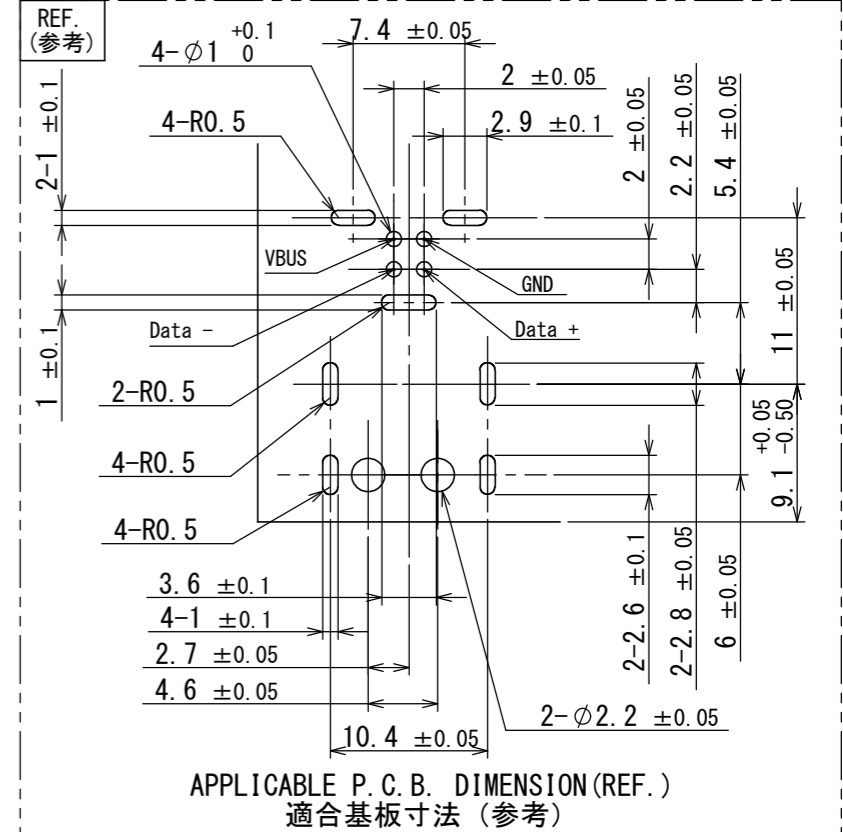 REF.
(参考)
4-φ1 +0.1 0
7.4 ±0.05
2 ±0.05
2.9 ±0.1
4-R0.5
2-1 ±0.1
2 ±0.05
2.2 ±0.05
5.4 ±0.05
VBUS
GND
Data -
Data +
1 ±0.1
11 ±0.05
2-R0.5
4-R0.5
4-R0.5
9.1 +0.05 -0.50
3.6 ±0.1
4-1 ±0.1
2.7 ±0.05
4.6 ±0.05
10.4 ±0.05
2-2.6 ±0.1
2-2.8 ±0.05
6 ±0.05
2-φ2.2 ±0.05
APPLICABLE P.C.B. DIMENSION(REF.)
適合基板寸法 (参考)